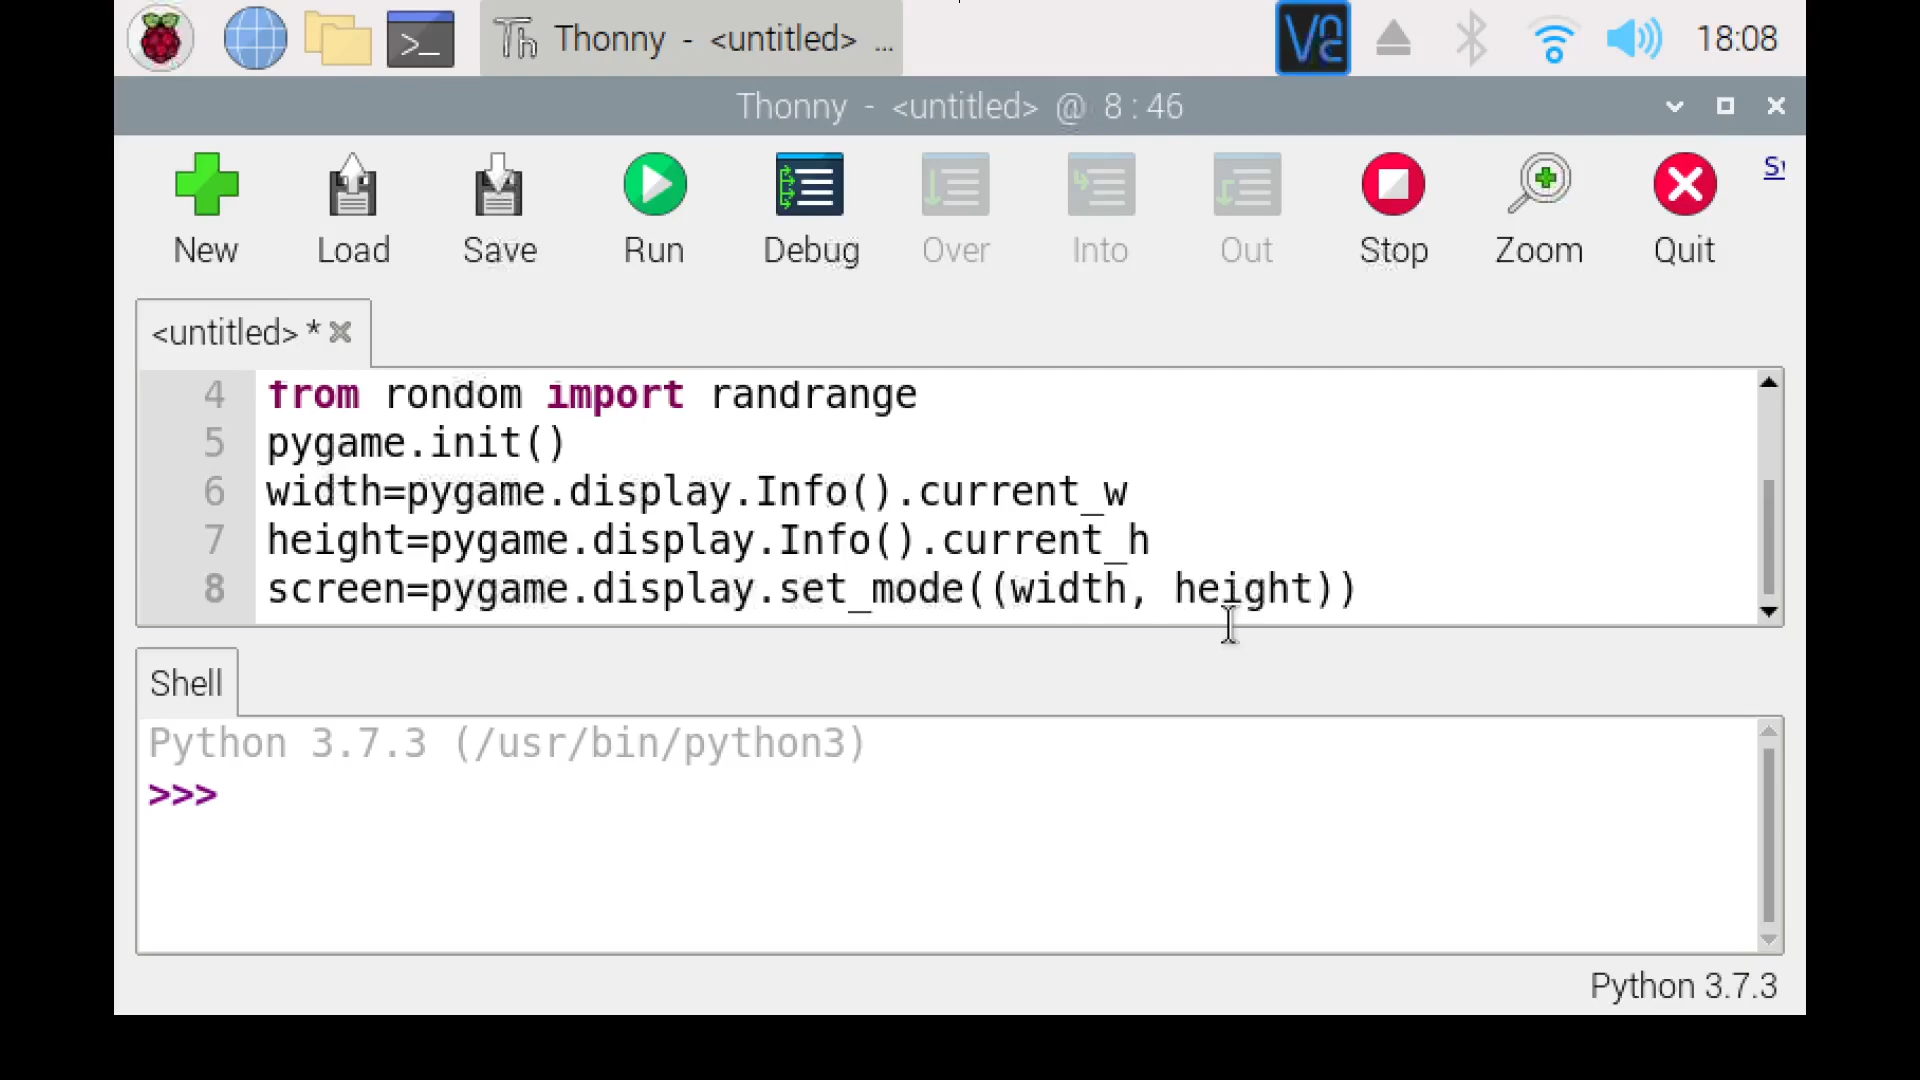 Thonny - <untitled> ...
18:08
Thonny - <untitled> @ 8:46
New Load Save Run Debug Over Into Out Stop Zoom Quit
<untitled> *
4 from rondom import randrange
5 pygame.init()
6 width=pygame.display.Info().current_w
7 height=pygame.display.Info().current_h
8 screen=pygame.display.set_mode((width, height))
Shell
Python 3.7.3 (/usr/bin/python3)
>>>
Python 3.7.3